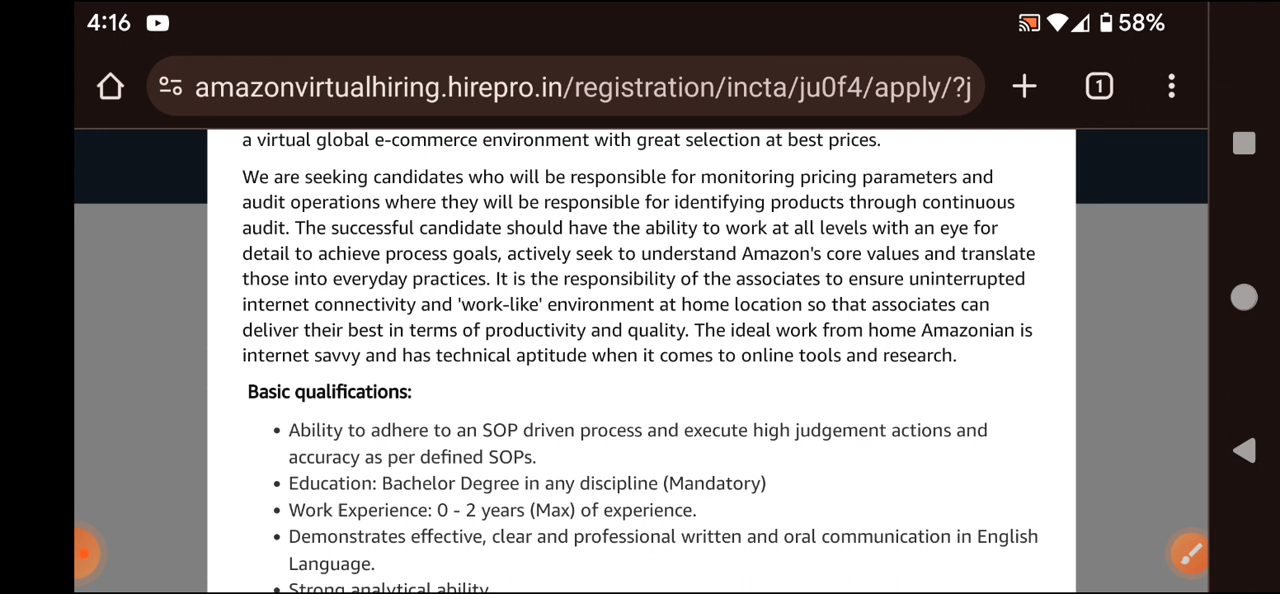 4:16
58%
amazonvirtualhiring.hirepro.in/registration/incta/ju0f4/apply/?j
1
a virtual global e-commerce environment with great selection at best prices.
We are seeking candidates who will be responsible for monitoring pricing parameters and
audit operations where they will be responsible for identifying products through continuous
audit. The successful candidate should have the ability to work at all levels with an eye for
detail to achieve process goals, actively seek to understand Amazon's core values and translate
those into everyday practices. It is the responsibility of the associates to ensure uninterrupted
internet connectivity and 'work-like' environment at home location so that associates can
deliver their best in terms of productivity and quality. The ideal work from home Amazonian is
internet savvy and has technical aptitude when it comes to online tools and research.
Basic qualifications:
• Ability to adhere to an SOP driven process and execute high judgement actions and
accuracy as per defined SOPs.
• Education: Bachelor Degree in any discipline (Mandatory)
• Work Experience: 0 - 2 years (Max) of experience.
• Demonstrates effective, clear and professional written and oral communication in English
Language.
• Strong analytical ability